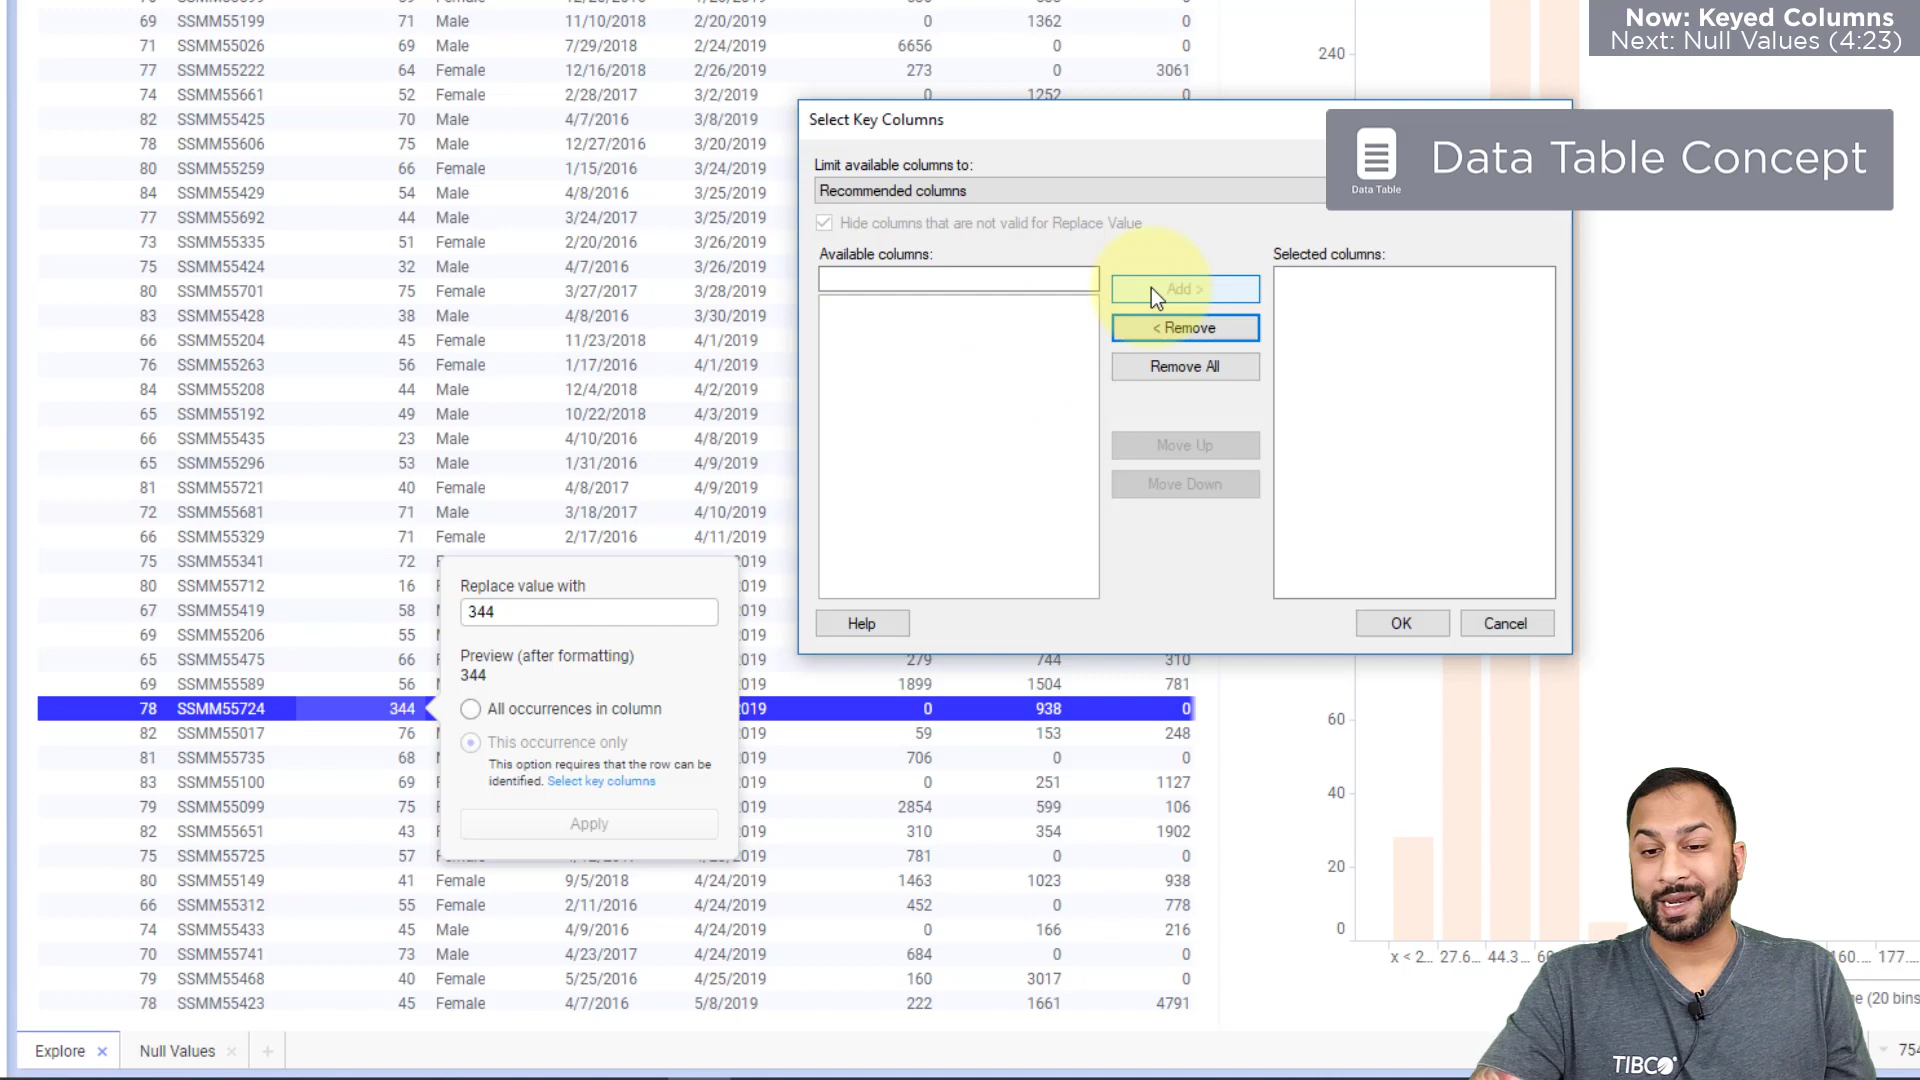 Now: Keyed Columns
Next: Null Values (4:23)
Data Table Concept
Data Table
69 SSMM55199 71 Male 11/10/2018 2/20/2019 0 1362 0
71 SSMM55026 69 Male 7/29/2018 2/24/2019 6656 0 0
77 SSMM55222 64 Female 12/16/2018 2/26/2019 273 0 3061
74 SSMM55661 52 Female 2/28/2017 3/2/2019 0 1252 0
82 SSMM55425 70 Male 4/7/2016 3/8/2019
78 SSMM55606 75 Male 12/27/2016 3/20/2019
80 SSMM55259 66 Female 1/15/2016 3/24/2019
84 SSMM55429 54 Male 4/8/2016 3/25/2019
77 SSMM55692 44 Male 3/24/2017 3/25/2019
73 SSMM55335 51 Female 2/20/2016 3/26/2019
75 SSMM55424 32 Male 4/7/2016 3/26/2019
80 SSMM55701 75 Female 3/27/2017 3/28/2019
83 SSMM55428 38 Male 4/8/2016 3/30/2019
66 SSMM55204 45 Female 11/23/2018 4/1/2019
76 SSMM55263 56 Female 1/17/2016 4/1/2019
84 SSMM55208 44 Male 12/4/2018 4/2/2019
65 SSMM55192 49 Male 10/22/2018 4/3/2019
66 SSMM55435 23 Male 4/10/2016 4/8/2019
65 SSMM55296 53 Male 1/31/2016 4/9/2019
81 SSMM55721 40 Female 4/8/2017 4/9/2019
72 SSMM55681 71 Male 3/18/2017 4/10/2019
66 SSMM55329 71 Female 2/17/2016 4/11/2019
75 SSMM55341 72
80 SSMM55712 16
67 SSMM55419 58
69 SSMM55206 55
65 SSMM55475 66 279 744 310
69 SSMM55589 56 1899 1504 781
78 SSMM55724 344 0 938 0
82 SSMM55017 76 59 153 248
81 SSMM55735 68 706 0 0
83 SSMM55100 69 0 251 1127
79 SSMM55099 75 2854 599 106
82 SSMM55651 43 310 354 1902
75 SSMM55725 57 781 0 0
80 SSMM55149 41 Female 9/5/2018 4/24/2019 1463 1023 938
66 SSMM55312 55 Female 2/11/2016 4/24/2019 452 0 778
74 SSMM55433 45 Male 4/9/2016 4/24/2019 0 166 216
70 SSMM55741 73 Male 4/23/2017 4/24/2019 684 0 0
79 SSMM55468 40 Female 5/25/2016 4/25/2019 160 3017 0
78 SSMM55423 45 Female 4/7/2016 5/8/2019 222 1661 4791
Select Key Columns
Limit available columns to:
Recommended columns
Hide columns that are not valid for Replace Value
Available columns:
Selected columns:
Add >
< Remove
Remove All
Move Up
Move Down
Help
OK
Cancel
Replace value with
344
Preview (after formatting)
344
All occurrences in column
This occurrence only
This option requires that the row can be
identified. Select key columns
Apply
240
60
40
20
0
x < 2... 27.6... 44.3... 177....
(20 bins
Explore
Null Values
754
TIBCO